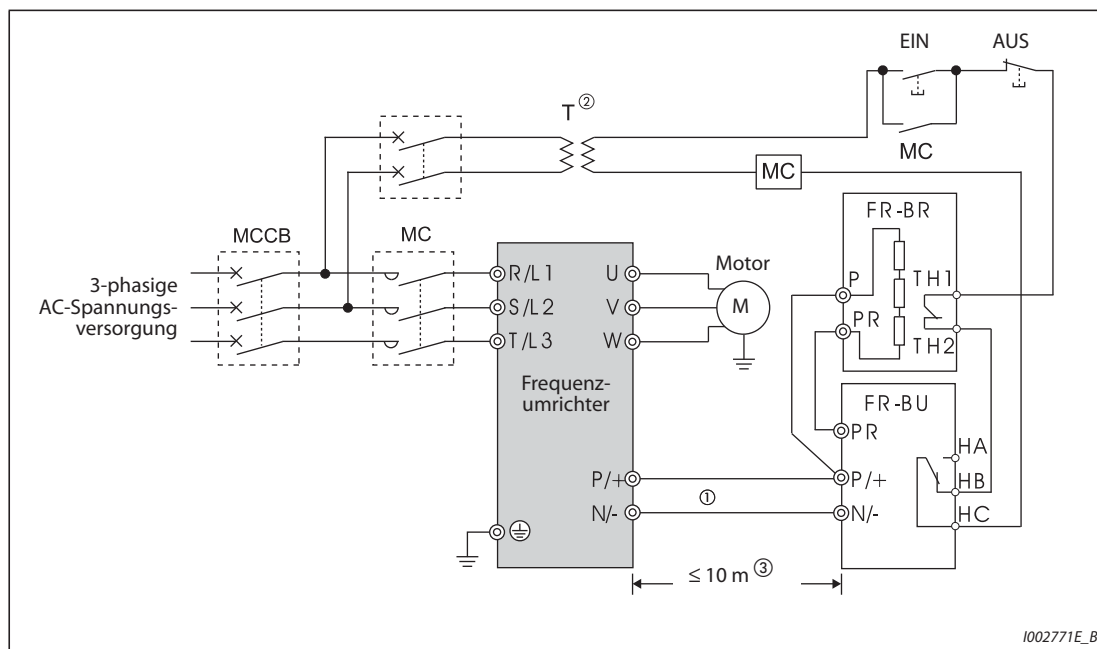 EIN
AUS
T ②
MC
MC
FR-BR
MCCB
MC
3-phasige
AC-Spannungs-
versorgung
R/L1
S/L2
T/L3
U
V
W
Motor
M
P
PR
TH1
TH2
Frequenz-
umrichter
FR-BU
PR
HA
P/+
P/+
HB
①
N/-
N/-
HC
≤ 10 m ③
I002771E_B